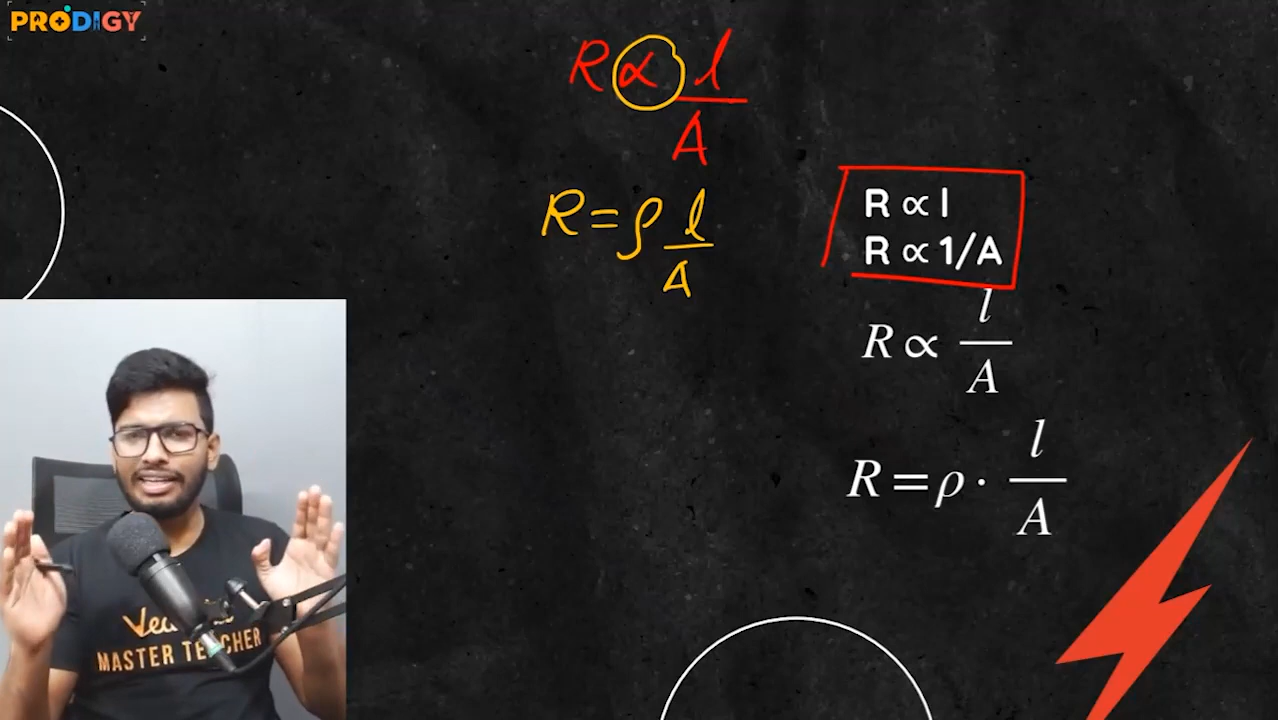 PRODIGY
R ∝ l/A
R = ρ l/A
R ∝ l
R ∝ 1/A
R ∝ l/A
R = ρ · l/A
MASTER TEACHER